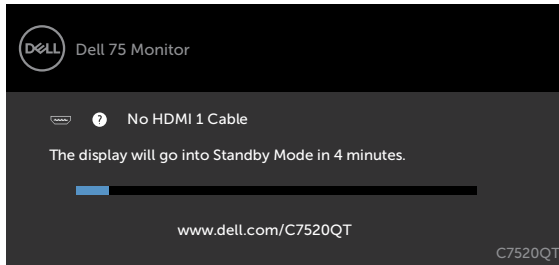 DELL
Dell 75 Monitor
? No HDMI 1 Cable
The display will go into Standby Mode in 4 minutes.
www.dell.com/C7520QT
C7520QT